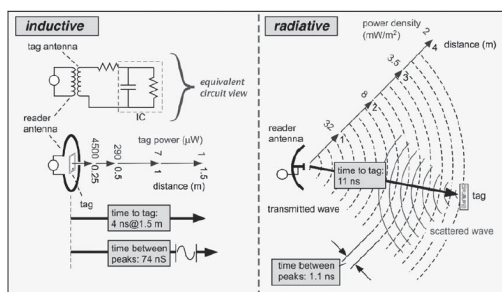 inductive
tag antenna
equivalent
circuit view
IC
reader
antenna
tag power (µW)
4500 290 7 1
0.25 0.5 1 1.5
distance (m)
tag
time to tag:
4 ns@1.5 m
time between
peaks: 74 nS
radiative
power density
(mW/m²)
2
distance (m)
4
3.5
3
8
2
32
1
reader
antenna
time to tag:
11 ns
tag
transmitted wave
scattered wave
time between
peaks: 1.1 ns